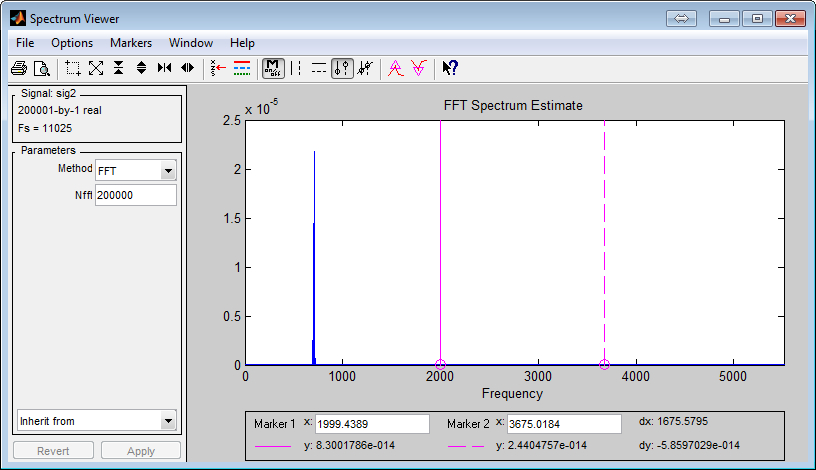 Spectrum Viewer
File Options Markers Window Help
M
on/off
Signal: sig2
200001-by-1 real
Fs = 11025
Parameters
Method FFT
Nfft 200000
Inherit from
Revert Apply
FFT Spectrum Estimate
x 10^-5
2.5
2
1.5
1
0.5
0
0 1000 2000 3000 4000 5000
Frequency
Marker 1 x: 1999.4389 Marker 2 x: 3675.0184 dx: 1675.5795
y: 8.3001786e-014 y: 2.4404757e-014 dy: -5.8597029e-014